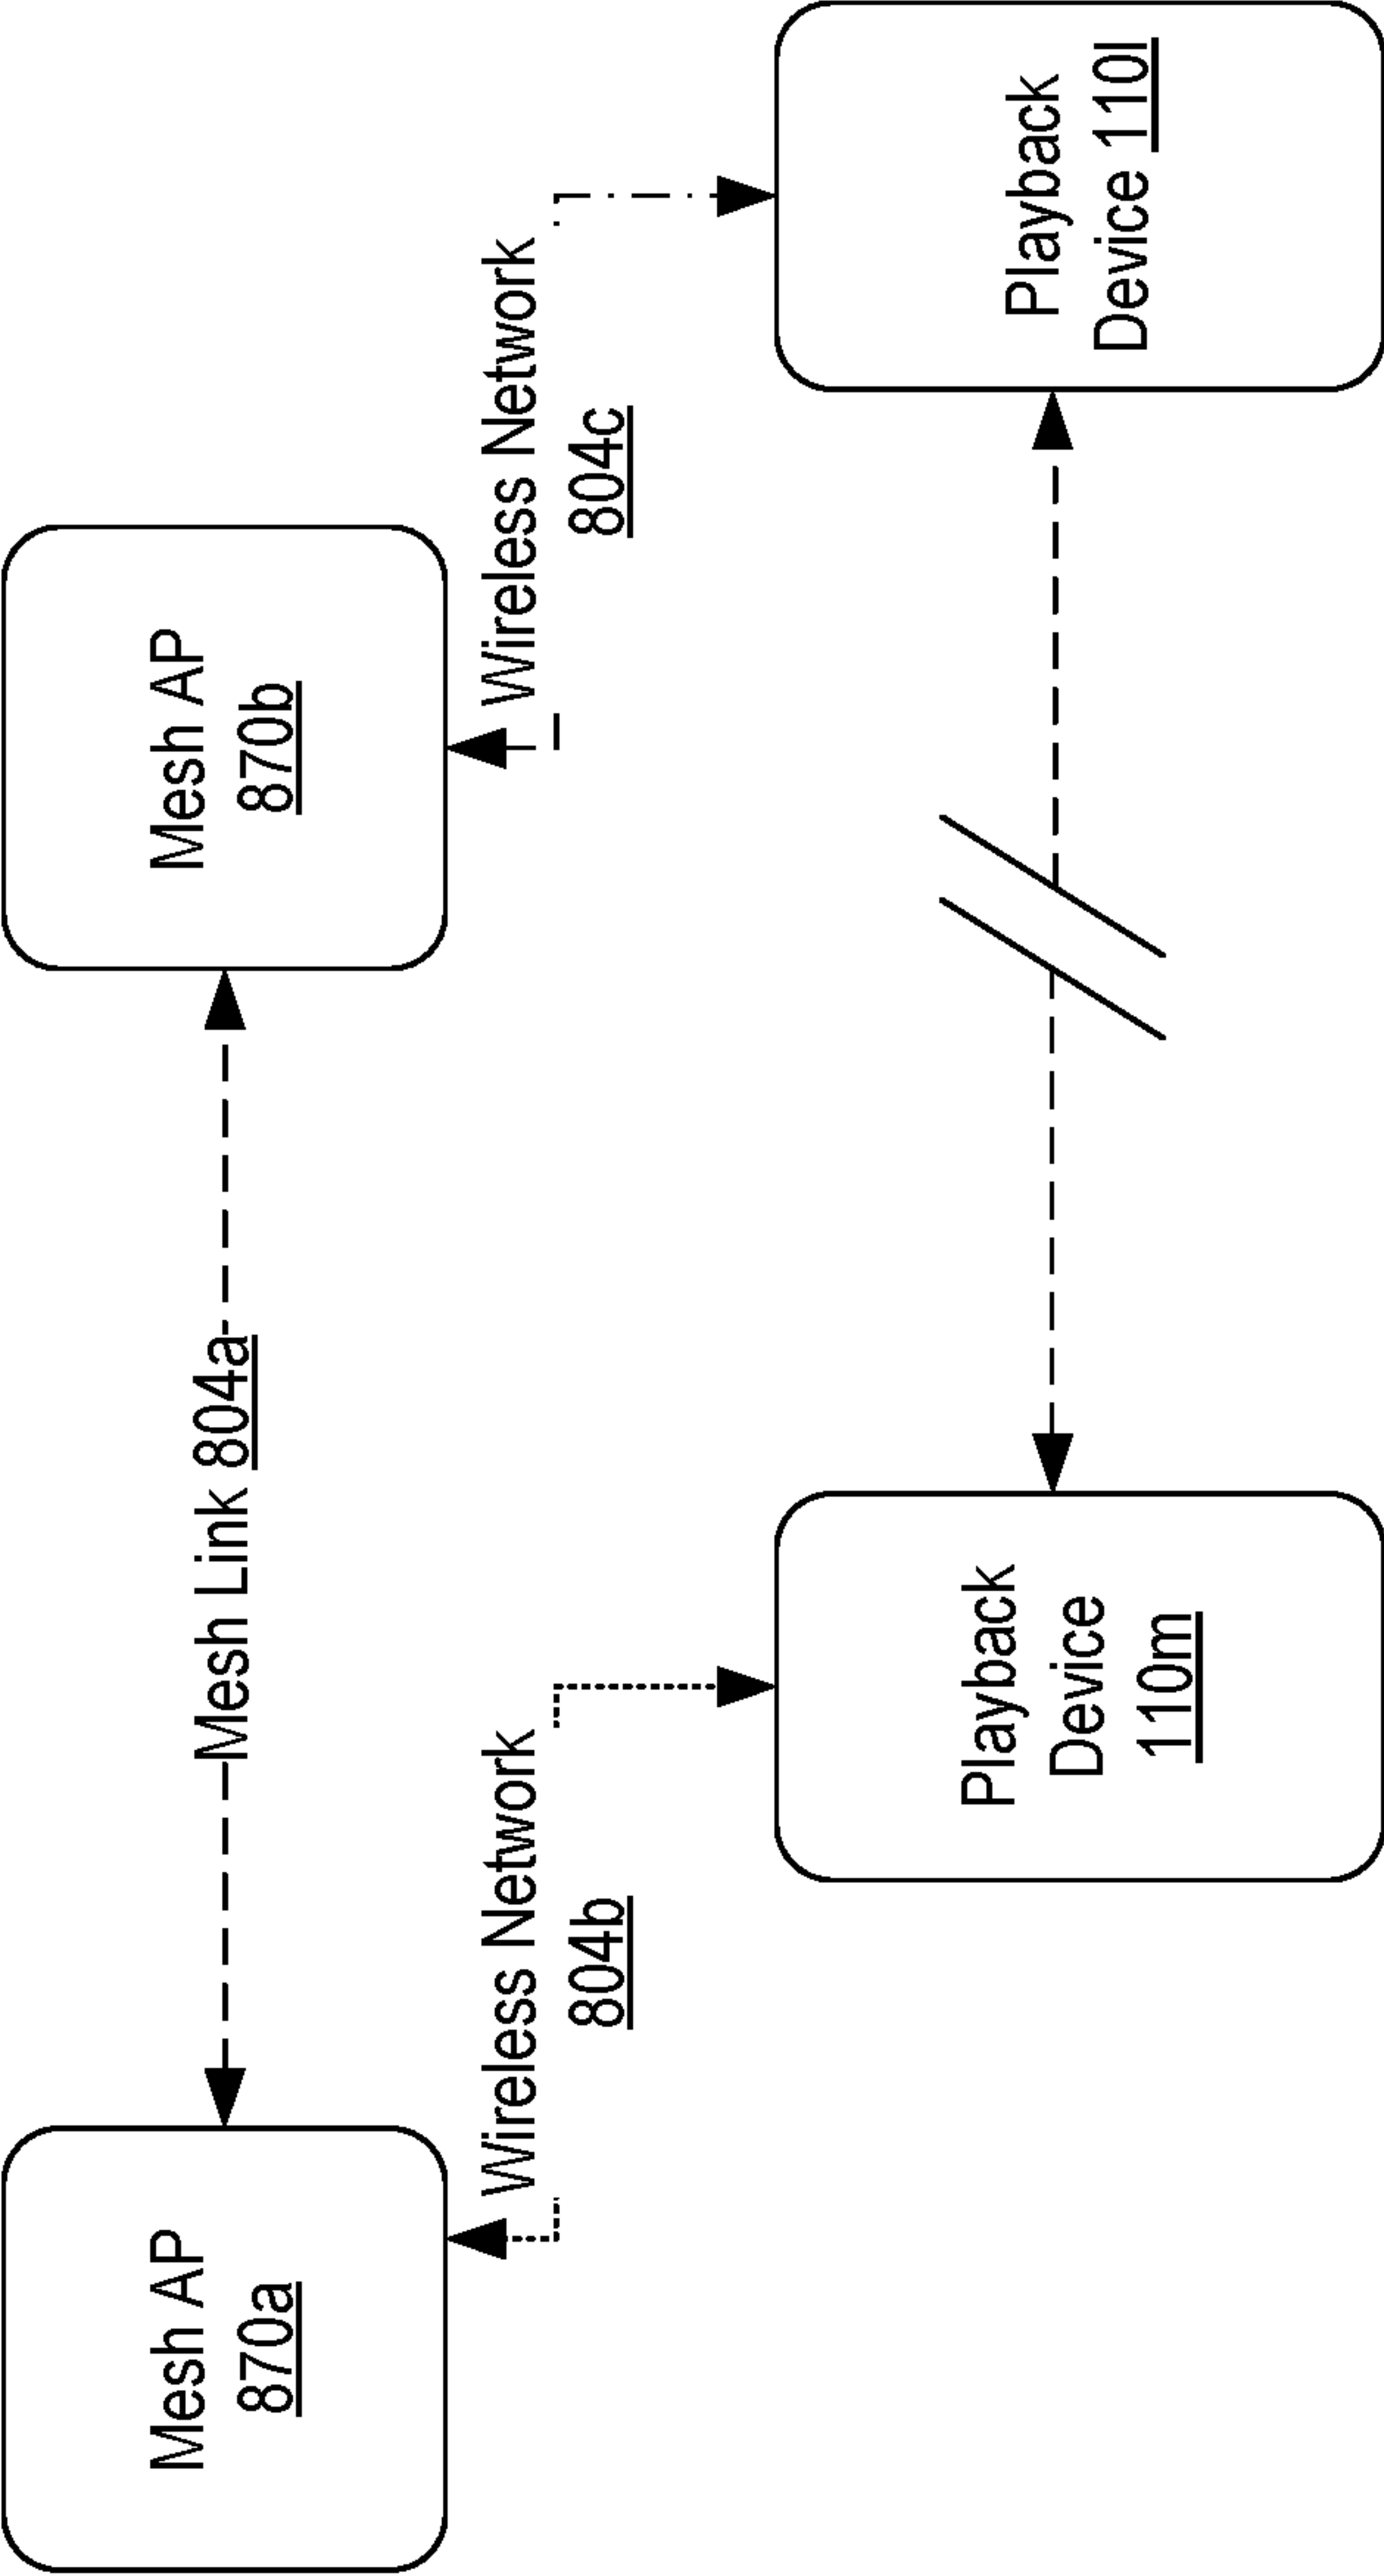 Mesh AP
870a
Mesh Link 804a
Mesh AP
870b
Wireless Network
804b
Wireless Network
804c
Playback
Device
110m
Playback
Device 110l